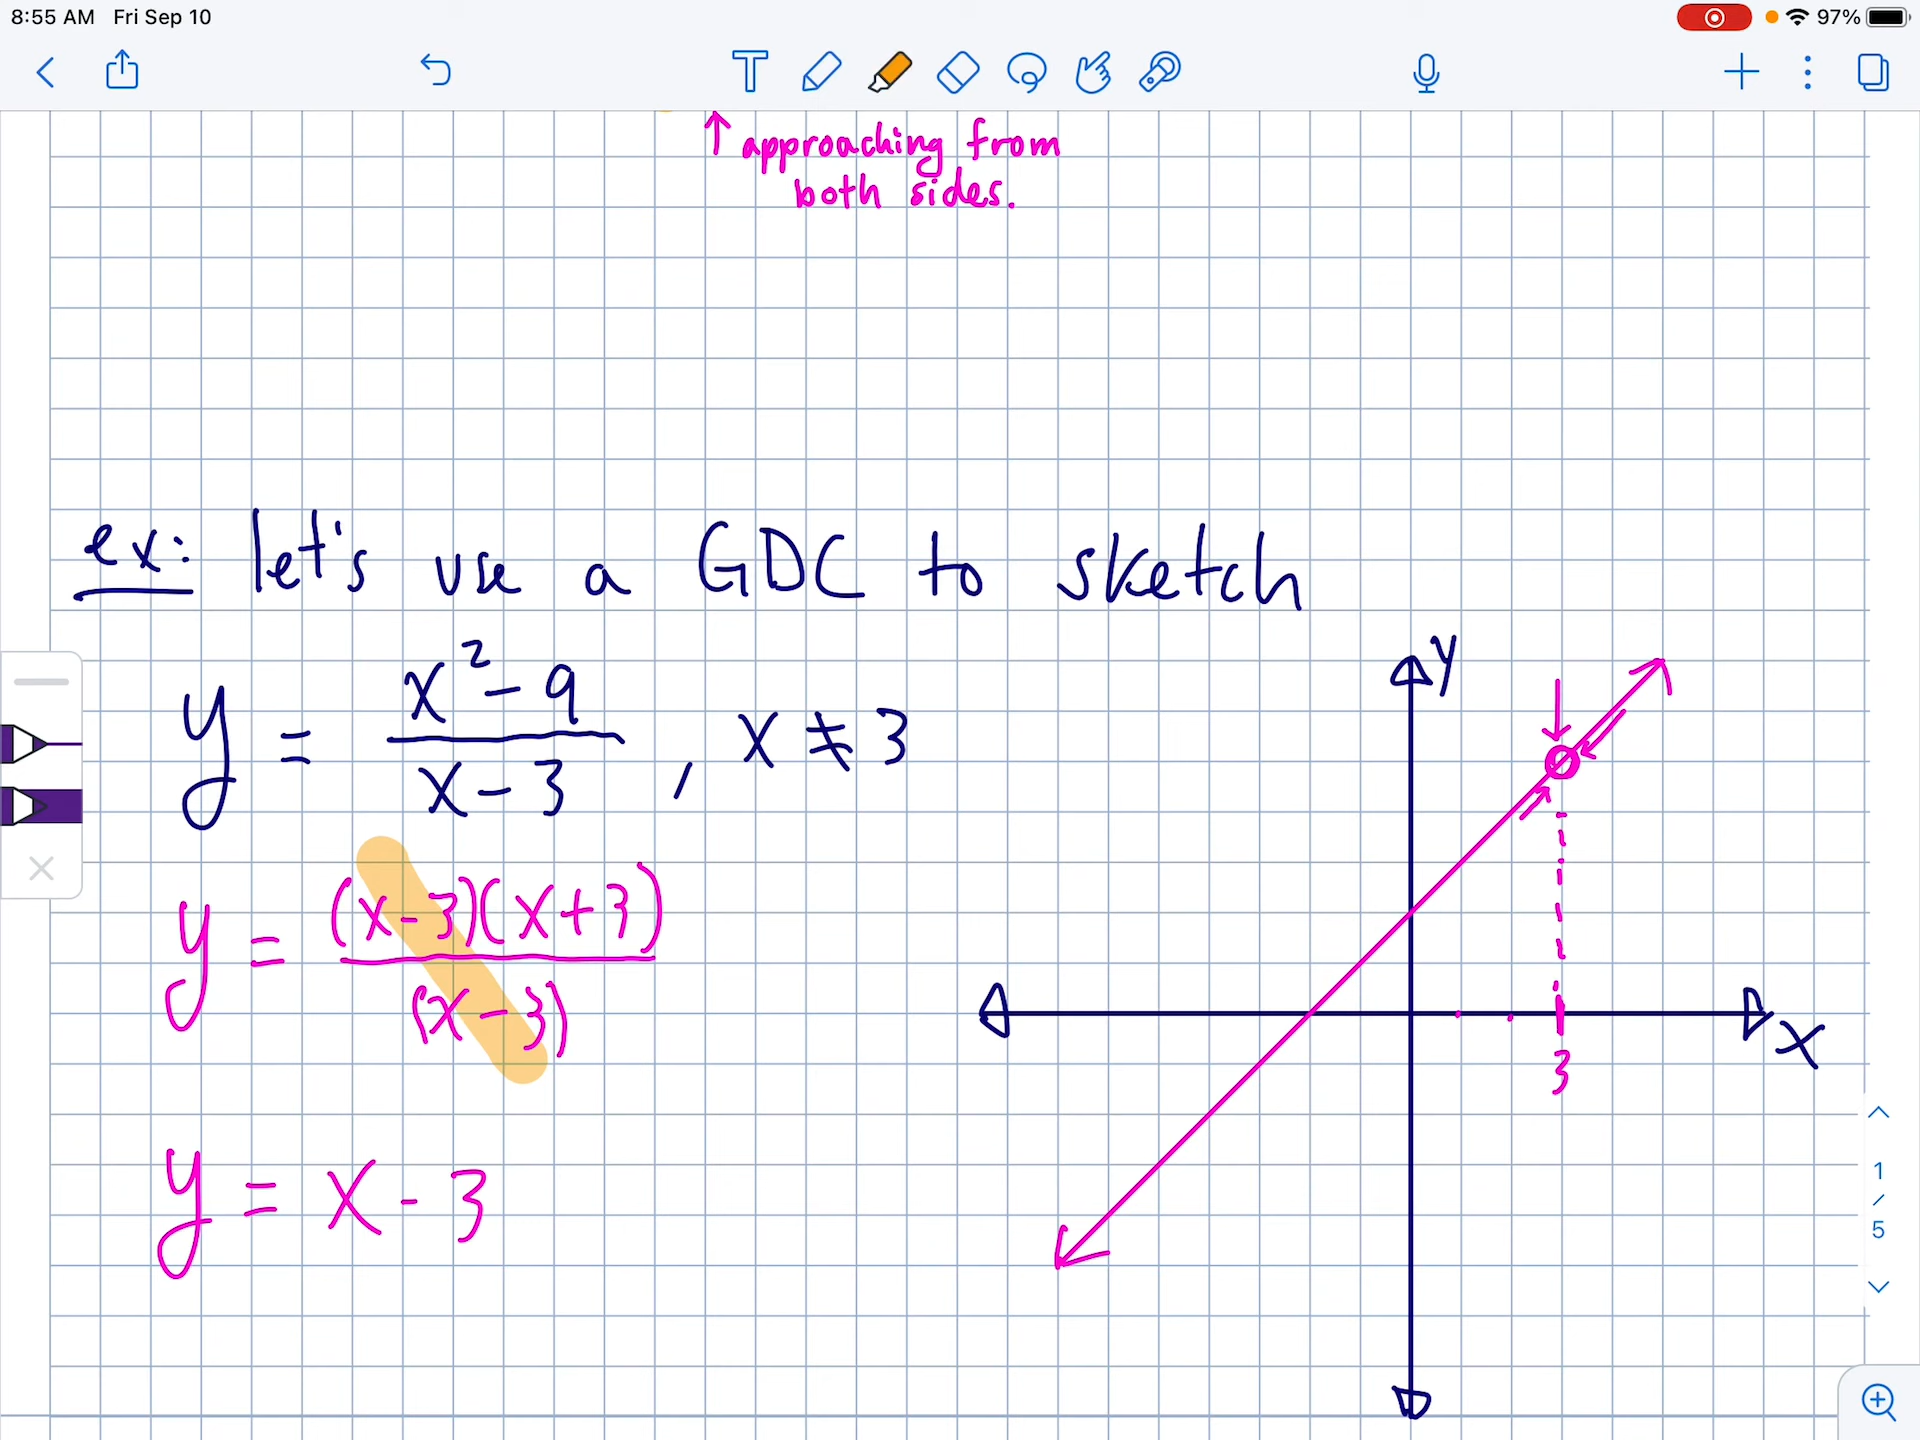 8:55 AM Fri Sep 10
97%
T
↑ approaching from
both sides.
ex: let's use a GDC to sketch
y = x² - 9 / x - 3 , x ≠ 3
y = (x-3)(x+3) / (x-3)
y = x - 3
y
x
3
1
/
5